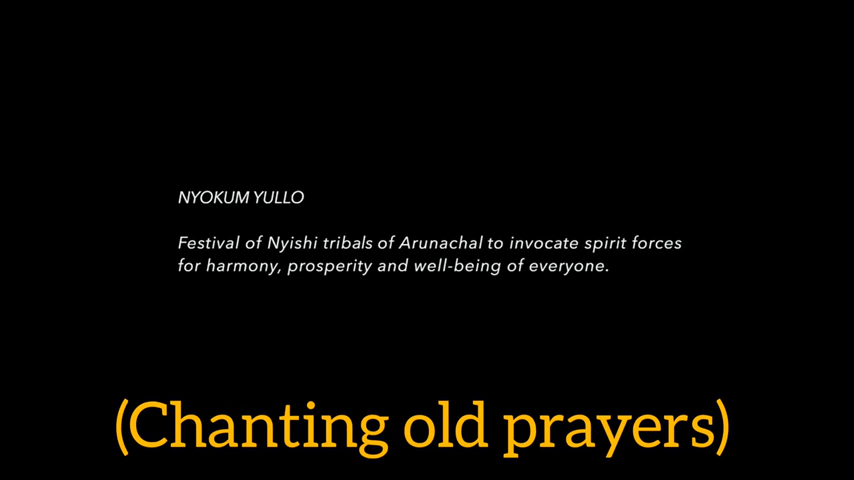 NYOKUM YULLO
Festival of Nyishi tribals of Arunachal to invocate spirit forces
for harmony, prosperity and well-being of everyone.
(Chanting old prayers)